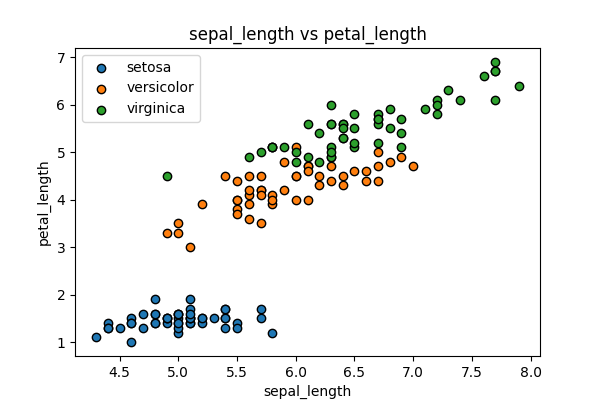 sepal_length vs petal_length
setosa
versicolor
virginica
petal_length
7
6
5
4
3
2
1
4.5 5.0 5.5 6.0 6.5 7.0 7.5 8.0
sepal_length